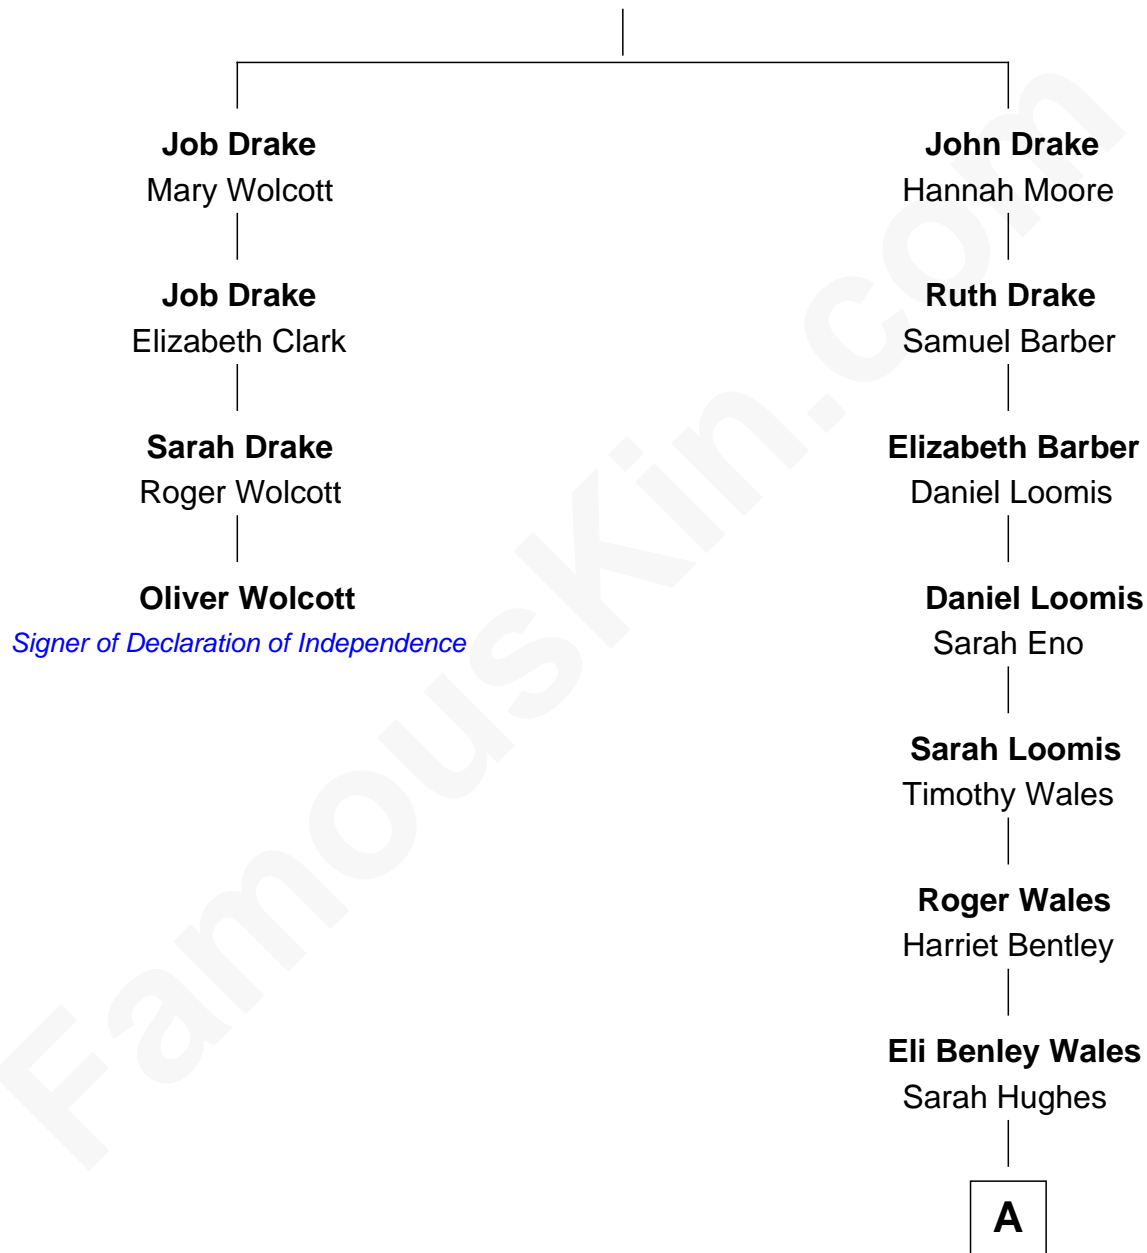 Job Drake
Mary Wolcott
Job Drake
Elizabeth Clark
Sarah Drake
Roger Wolcott
Oliver Wolcott
Signer of Declaration of Independence
John Drake
Hannah Moore
Ruth Drake
Samuel Barber
Elizabeth Barber
Daniel Loomis
Daniel Loomis
Sarah Eno
Sarah Loomis
Timothy Wales
Roger Wales
Harriet Bentley
Eli Benley Wales
Sarah Hughes
A
FamousKin.com